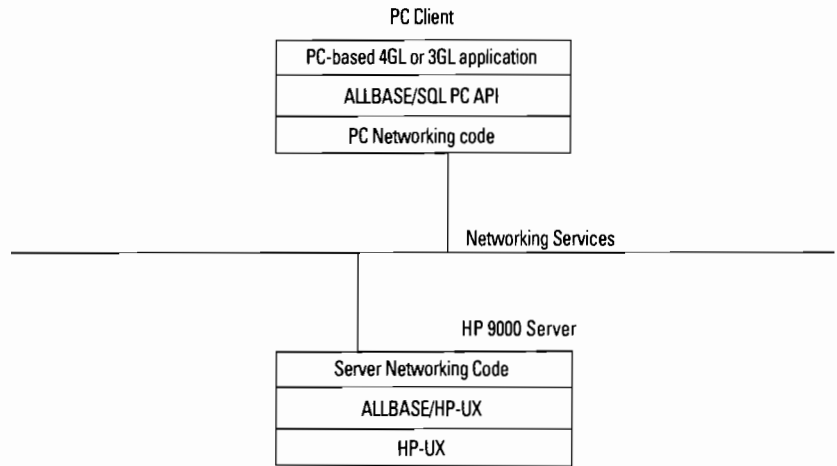 PC Client
PC-based 4GL or 3GL application
ALLBASE/SQL PC API
PC Networking code
Networking Services
HP 9000 Server
Server Networking Code
ALLBASE/HP-UX
HP-UX